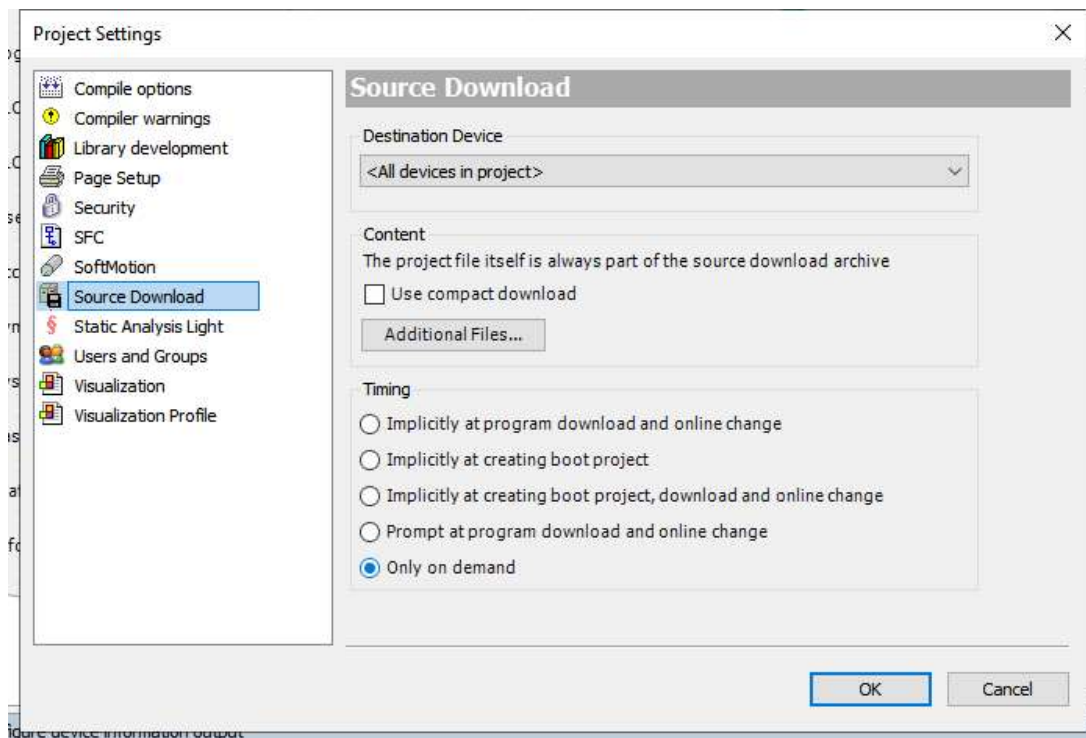 Project Settings
Compile options
Compiler warnings
Library development
Page Setup
Security
SFC
SoftMotion
Source Download
Static Analysis Light
Users and Groups
Visualization
Visualization Profile
Source Download
Destination Device
<All devices in project>
Content
The project file itself is always part of the source download archive
Use compact download
Additional Files...
Timing
Implicitly at program download and online change
Implicitly at creating boot project
Implicitly at creating boot project, download and online change
Prompt at program download and online change
Only on demand
OK
Cancel